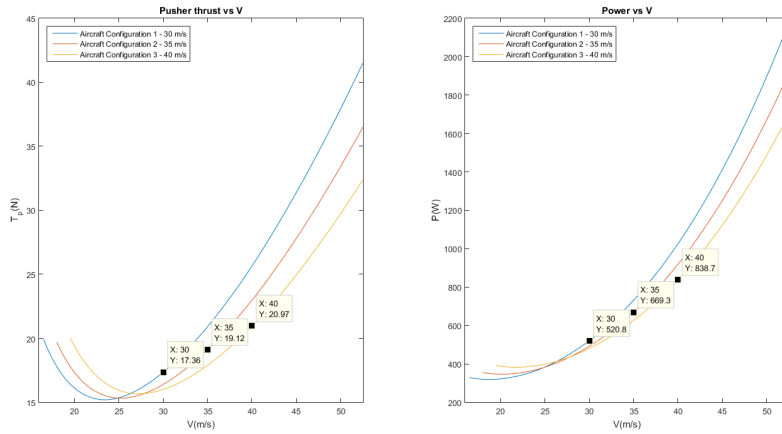 Pusher thrust vs V
45
40
35
30
25
20
15
T_p(N)
20
25
30
35
40
45
50
V(m/s)
Aircraft Configuration 1 - 30 m/s
Aircraft Configuration 2 - 35 m/s
Aircraft Configuration 3 - 40 m/s
X: 30
Y: 17.36
X: 35
Y: 19.12
X: 40
Y: 20.97
Power vs V
2200
2000
1800
1600
1400
1200
1000
800
600
400
200
P(W)
20
25
30
35
40
45
50
V(m/s)
Aircraft Configuration 1 - 30 m/s
Aircraft Configuration 2 - 35 m/s
Aircraft Configuration 3 - 40 m/s
X: 30
Y: 520.8
X: 35
Y: 669.3
X: 40
Y: 838.7